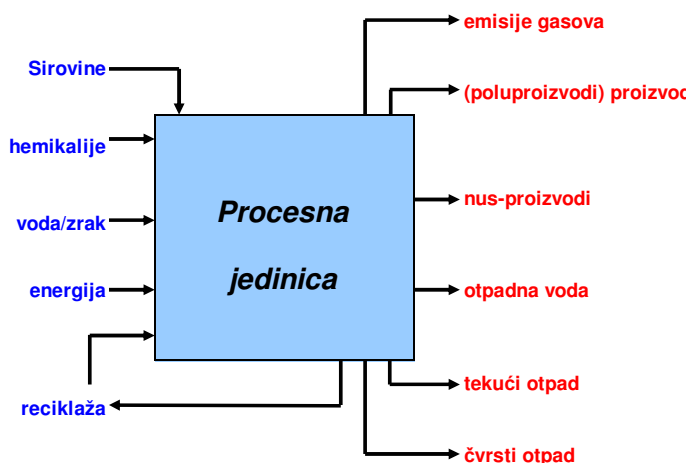 emisije gasova
Sirovine
(poluproizvodi) proizvod
hemikalije
Procesna
jedinica
nus-proizvodi
voda/zrak
energija
otpadna voda
tekući otpad
reciklaža
čvrsti otpad